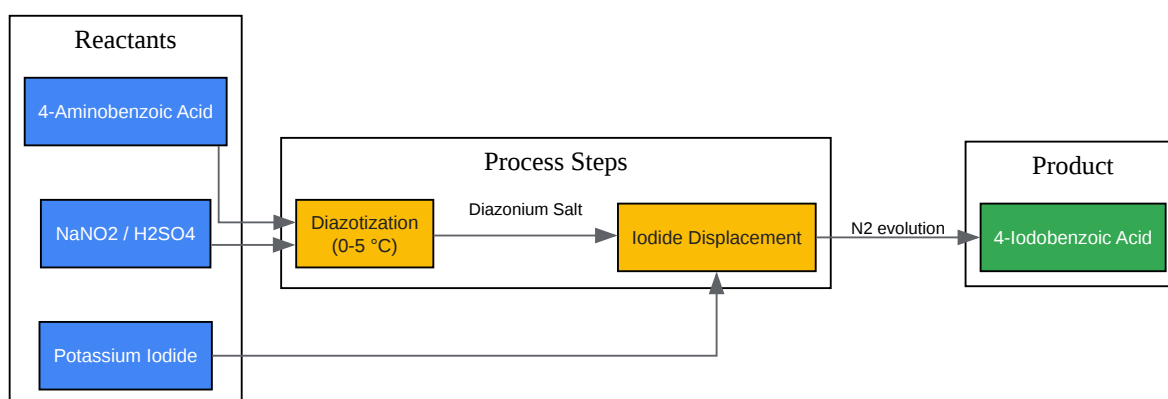 Reactants
4-Aminobenzoic Acid
NaNO2 / H2SO4
Potassium Iodide
Process Steps
Diazotization
(0-5 °C)
Diazonium Salt
Iodide Displacement
N2 evolution
Product
4-Iodobenzoic Acid